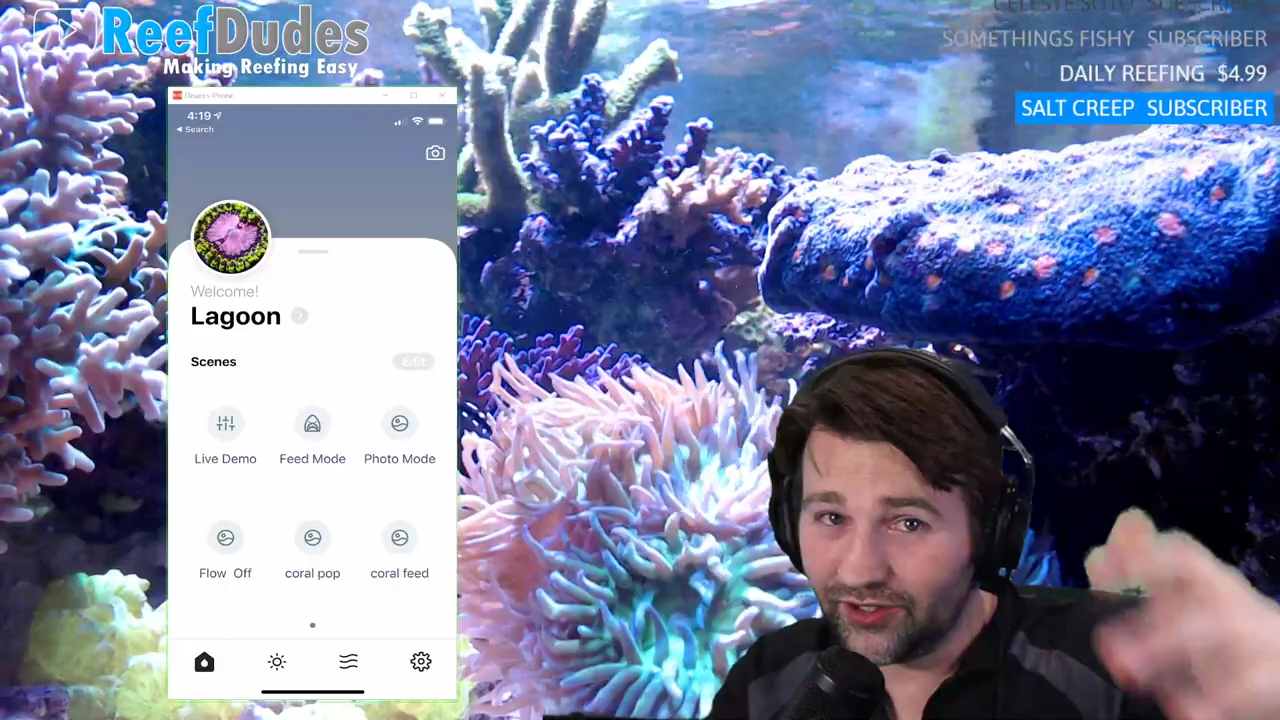 ReefDudes
Making Reefing Easy
SOMETHINGS FISHY SUBSCRIBER
DAILY REEFING $4.99
SALT CREEP SUBSCRIBER
4:19
Search
Welcome!
Lagoon
Scenes
Edit
Live Demo
Feed Mode
Photo Mode
Flow Off
coral pop
coral feed